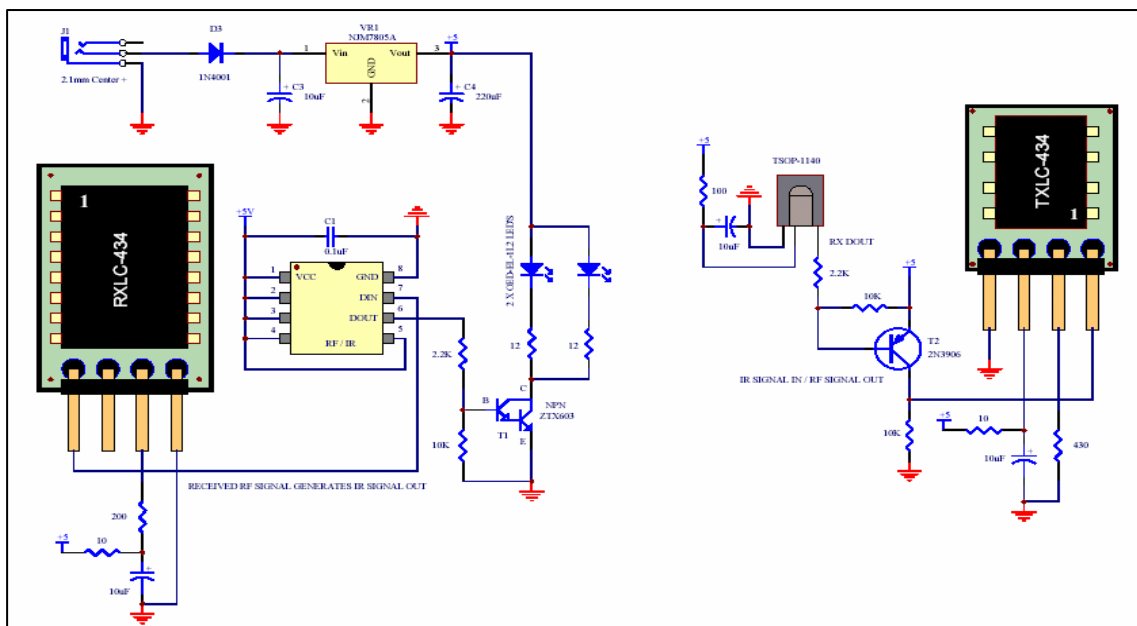 J1
2.1mm Center +
D3
1N4001
+ C3
10uF
VR1
NJM7805A
1
Vin
Vout
3
GND
2
+5
+ C4
220uF
1
RXLC-434
+5V
C1
0.1uF
1
VCC
GND
8
2
DIN
7
3
DOUT
6
4
RF / IR
5
2.2K
10K
B
T1
C
NPN
ZTX603
E
2 X OED-EL-1L2 LEDS
12
12
RECEIVED RF SIGNAL GENERATES IR SIGNAL OUT
200
+5
10
+
10uF
+5
100
+
10uF
TSOP-1140
RX DOUT
2.2K
10K
+5
T2
2N3906
IR SIGNAL IN / RF SIGNAL OUT
10K
+5
10
10uF
+
430
TXLC-434
1